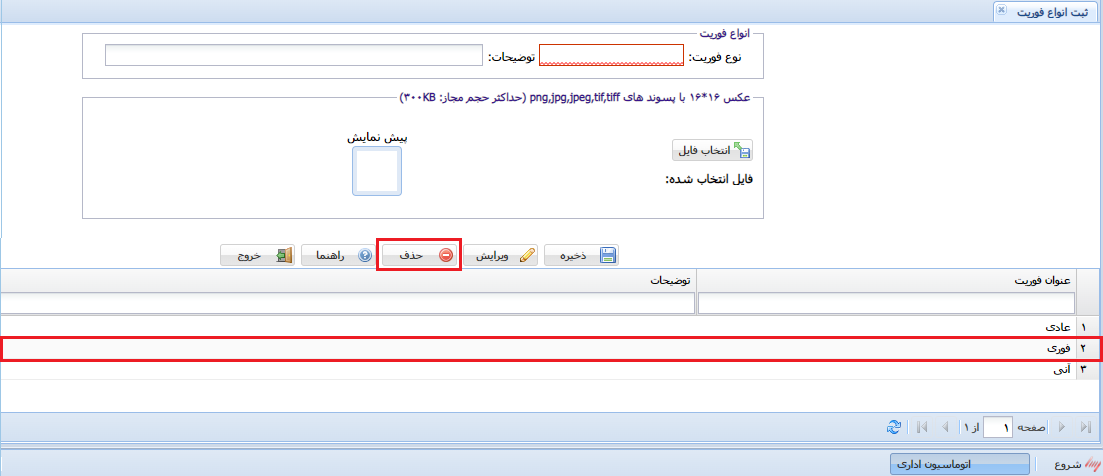 ثبت انواع فوریت
انواع فوریت
نوع فوریت: توضیحات:
عکس ۱۶*۱۶ با پسوند های png,jpg,jpeg,tif,tiff (حداکثر حجم مجاز: ۳۰۰KB)
پیش نمایش
انتخاب فایل
فایل انتخاب شده:
ذخیره ویرایش حذف راهنما خروج
عنوان فوریت توضیحات
۱ عادی
۲ فوری
۳ آنی
صفحه ۱ از ۱
شروع اتوماسیون اداری